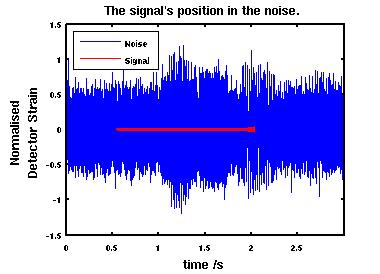 The signal's position in the noise.
1.5
1
0.5
0
-0.5
-1
-1.5
Normalised
Detector Strain
Noise
Signal
0 0.5 1 1.5 2 2.5
time /s